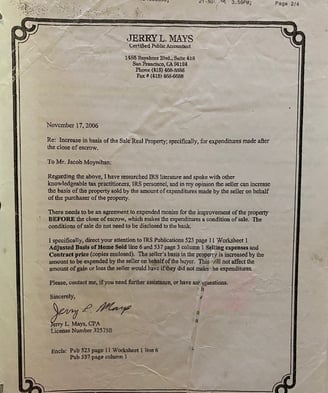 3:55PM; Page 2/4
JERRY L. MAYS
Certified Public Accountant
Bayshore Blvd., Suite
San Francisco, CA
Phone
Fax #
November 17, 2006
Re: Increase in basis of the Sale Real Property; specifically, for expenditures made after
the close of escrow.
To Mr. Jacob Moynihan:
Regarding the above, I have researched IRS literature and spoke with other
knowledgeable tax practitioners, IRS personnel, and in my opinion the seller can increase
the basis of the property sold by the amount of expenditures made by the seller on behalf
of the purchaser of the property.
There needs to be an agreement to expended monies for the improvement of the property
BEFORE the close of escrow, which makes the expenditures a condition of sale. The
conditions of sale do not need to be disclosed to the bank.
I specifically, direct your attention to IRS Publications 523 page 11 Worksheet 1
Adjusted Basis of Home Sold line 6 and 537 page 3 column 1 Selling expenses and
Contract price (copies enclosed). The seller's basis in the property is increased by the
amount to be expended by the seller on behalf of the buyer. This will not affect the
amount of gain or loss the seller would have if they did not make the expenditures.
Please, contact me, if you need further assistance, or have any questions.
Sincerely,
Jerry L. Mays
Jerry L. Mays, CPA
License Number
Encls: Pub 523 page 11 Worksheet 1 line 6
Pub 537 page column 1